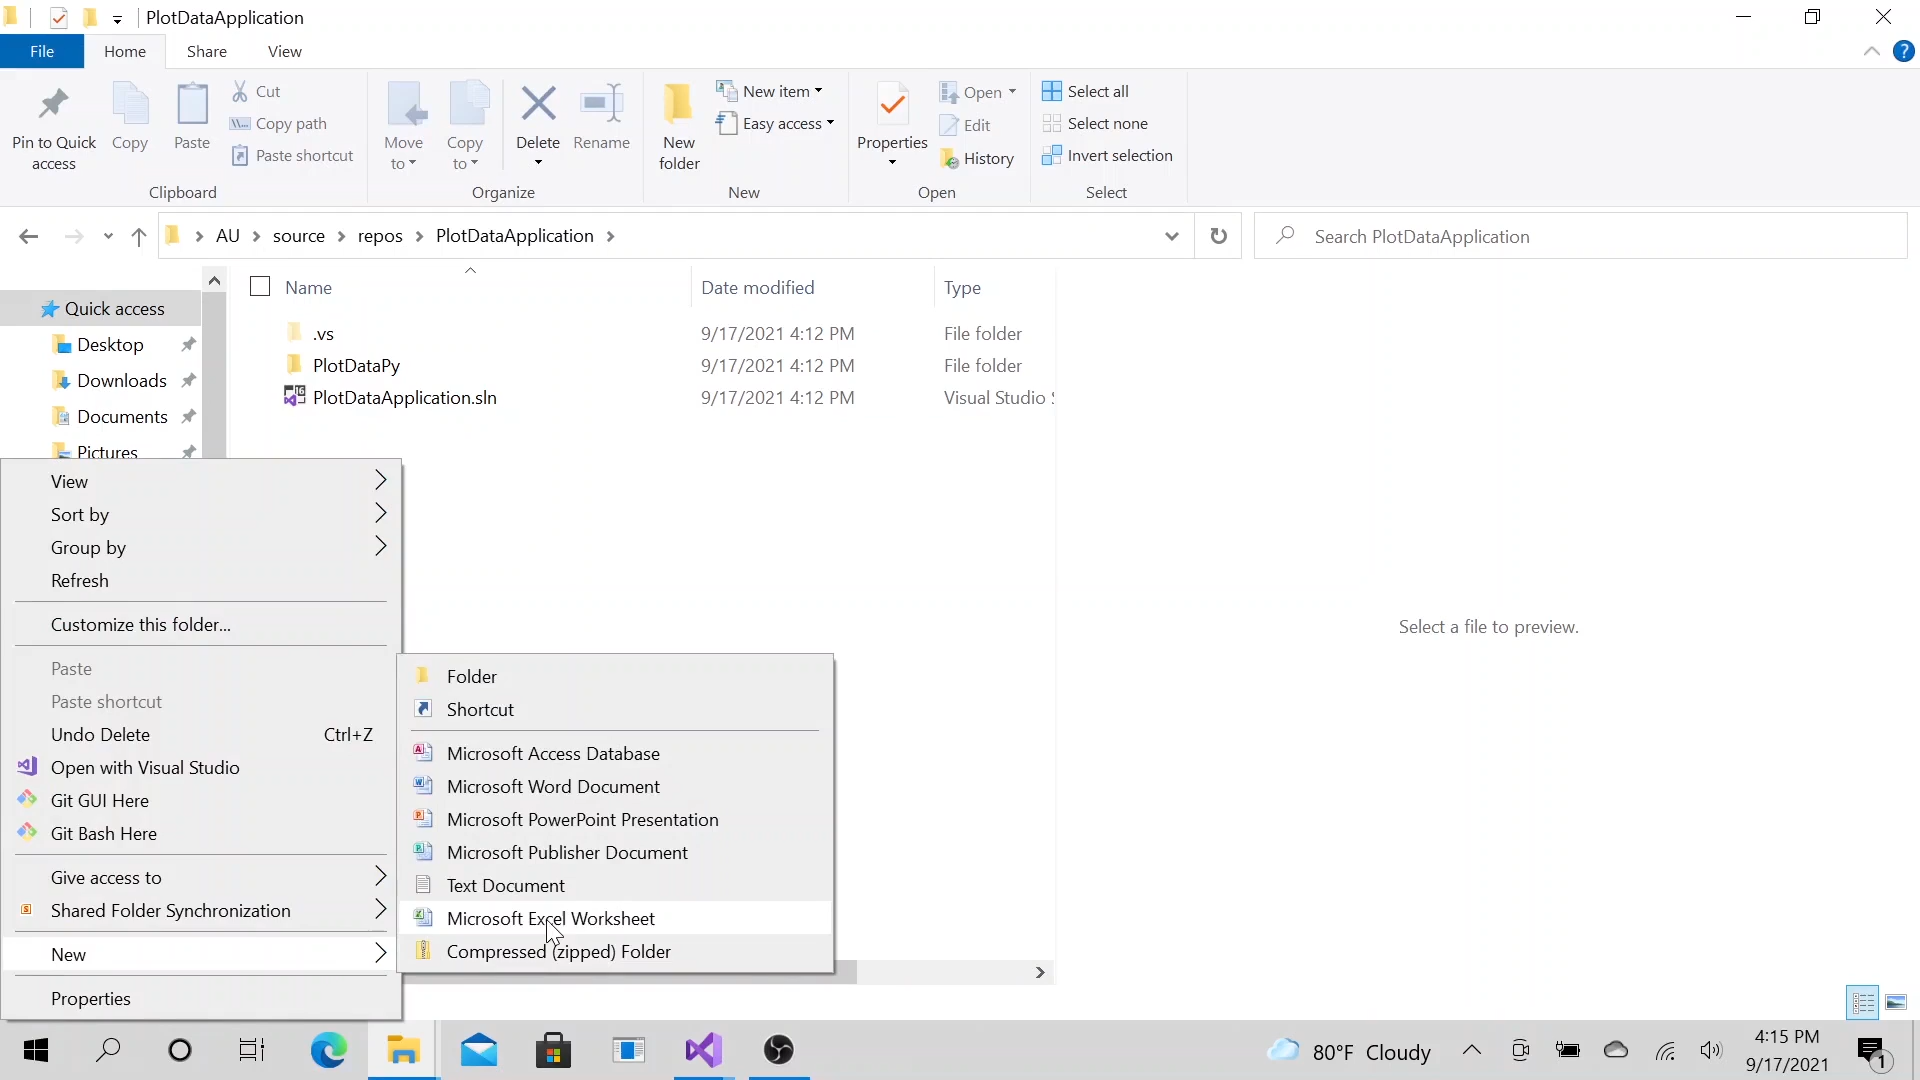 PlotDataApplication
File
Home
Share
View
Pin to Quick access
Copy
Paste
Cut
Copy path
Paste shortcut
Clipboard
Move to
Copy to
Delete
Rename
Organize
New folder
New item
Easy access
New
Properties
Open
Edit
History
Open
Select all
Select none
Invert selection
Select
AU
source
repos
PlotDataApplication
Search PlotDataApplication
Quick access
Desktop
Downloads
Documents
Pictures
Name
Date modified
Type
.vs
9/17/2021 4:12 PM
File folder
PlotDataPy
9/17/2021 4:12 PM
File folder
PlotDataApplication.sln
9/17/2021 4:12 PM
Visual Studio
Select a file to preview.
View
Sort by
Group by
Refresh
Customize this folder...
Paste
Paste shortcut
Undo Delete Ctrl+Z
Open with Visual Studio
Git GUI Here
Git Bash Here
Give access to
Shared Folder Synchronization
New
Properties
Folder
Shortcut
Microsoft Access Database
Microsoft Word Document
Microsoft PowerPoint Presentation
Microsoft Publisher Document
Text Document
Microsoft Excel Worksheet
Compressed (zipped) Folder
80°F Cloudy
4:15 PM
9/17/2021
1